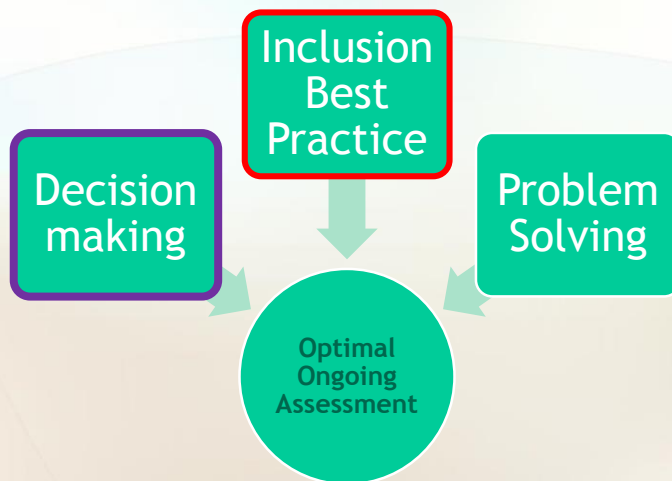 Inclusion
Best
Practice
Decision
making
Problem
Solving
Optimal
Ongoing
Assessment